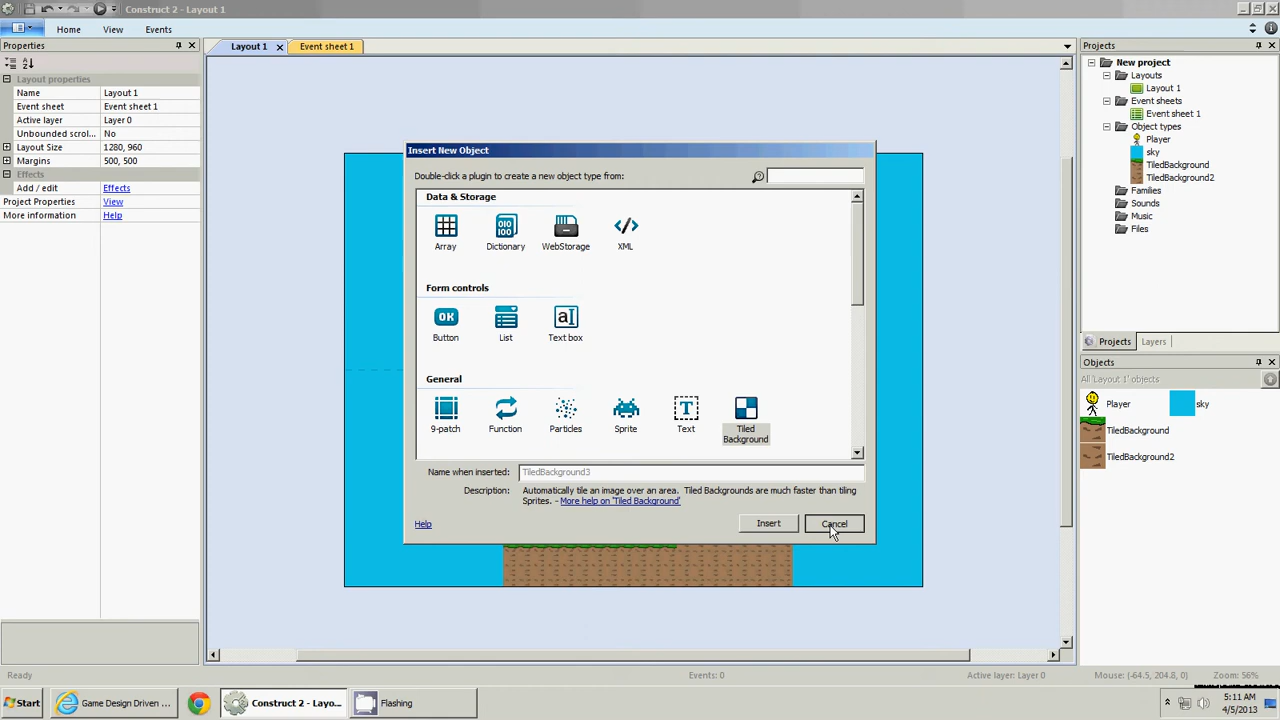 Construct 2 - Layout 1
Home View Events
Properties
Layout properties
Name Layout 1
Event sheet Event sheet 1
Active layer Layer 0
Unbounded scrol... No
Layout Size 1280, 960
Margins 500, 500
Effects
Add / edit Effects
Project Properties View
More information Help
Layout 1 Event sheet 1
Insert New Object
Double-click a plugin to create a new object type from:
Data & Storage
Array Dictionary WebStorage XML
Form controls
OK aI
Button List Text box
General
T
9-patch Function Particles Sprite Text Tiled Background
Name when inserted: TiledBackground3
Description: Automatically tile an image over an area. Tiled Backgrounds are much faster than tiling
Sprites. - More help on 'Tiled Background'
Help Insert Cancel
Projects
New project
Layouts
Layout 1
Event sheets
Event sheet 1
Object types
Player
sky
TiledBackground
TiledBackground2
Families
Sounds
Music
Files
Projects Layers
Objects
All 'Layout 1' objects
Player sky
TiledBackground
TiledBackground2
Ready Events: 0 Active layer: Layer 0 Mouse: (-64.5, 204.8, 0) Zoom: 56%
Start Game Design Driven ... Construct 2 - Layo... Flashing 5:11 AM
4/5/2013